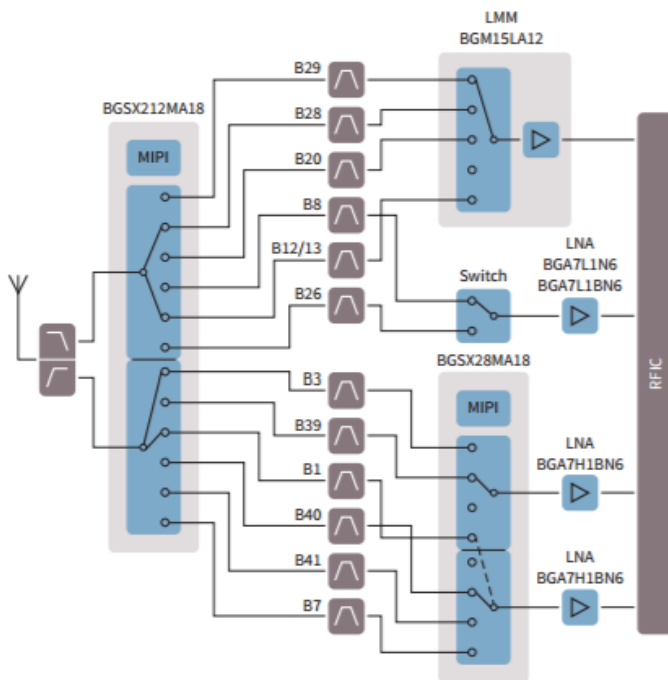 LMM
BGM15LA12
B29
BGSX212MA18
B28
MIPI
B20
B8
LNA
BGA7L1N6
BGA7L1BN6
B12/13
Switch
B26
RFIC
BGSX28MA18
B3
MIPI
B39
LNA
BGA7H1BN6
B1
B40
LNA
BGA7H1BN6
B41
B7